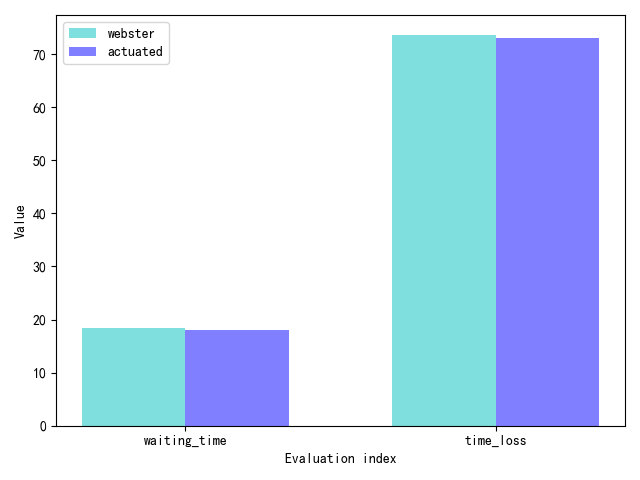 webster
actuated
70
60
50
40
30
20
10
0
Value
waiting_time
time_loss
Evaluation index